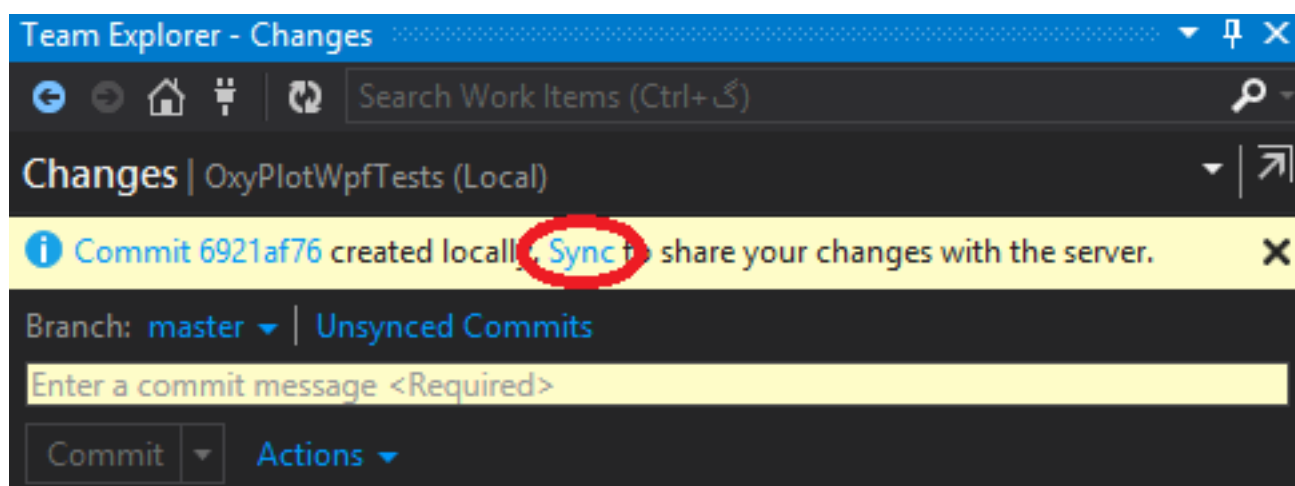 Team Explorer - Changes
Search Work Items (Ctrl+گ)
Changes | OxyPlotWpfTests (Local)
Commit 6921af76 created locally. Sync to share your changes with the server.
Branch: master | Unsynced Commits
Enter a commit message <Required>
Commit Actions